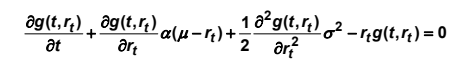 ∂g(t,r_t)/∂t + ∂g(t,r_t)/∂r_t α(μ − r_t) + 1/2 ∂²g(t,r_t)/∂r_t² σ² − r_t g(t,r_t) = 0